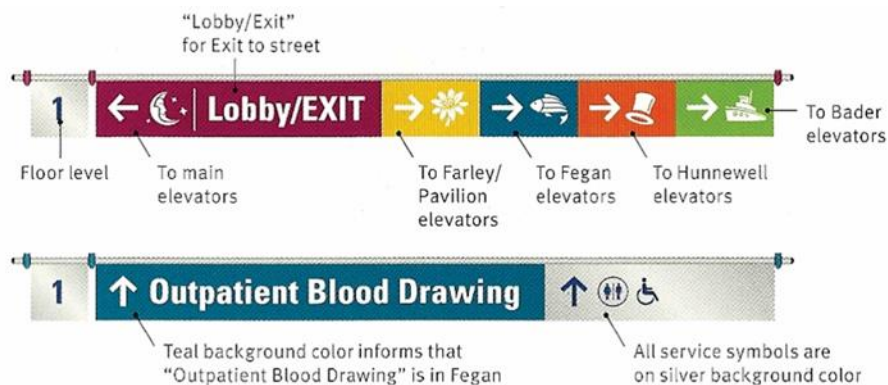 “Lobby/Exit”
for Exit to street
1
Lobby/EXIT
Floor level
To main
elevators
To Farley/
Pavilion
elevators
To Fegan
elevators
To Hunnewell
elevators
To Bader
elevators
1
Outpatient Blood Drawing
Teal background color informs that
“Outpatient Blood Drawing” is in Fegan
All service symbols are
on silver background color